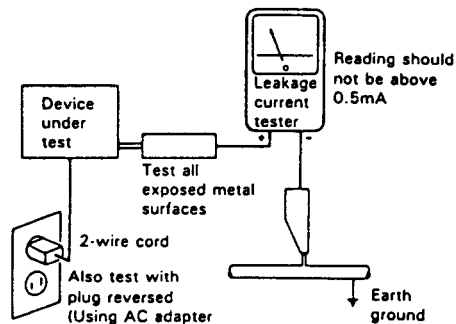 Device
under
test
Leakage
current
tester
+ -
Reading should
not be above
0.5mA
Test all
exposed metal
surfaces
2-wire cord
Also test with
plug reversed
(Using AC adapter
Earth
ground